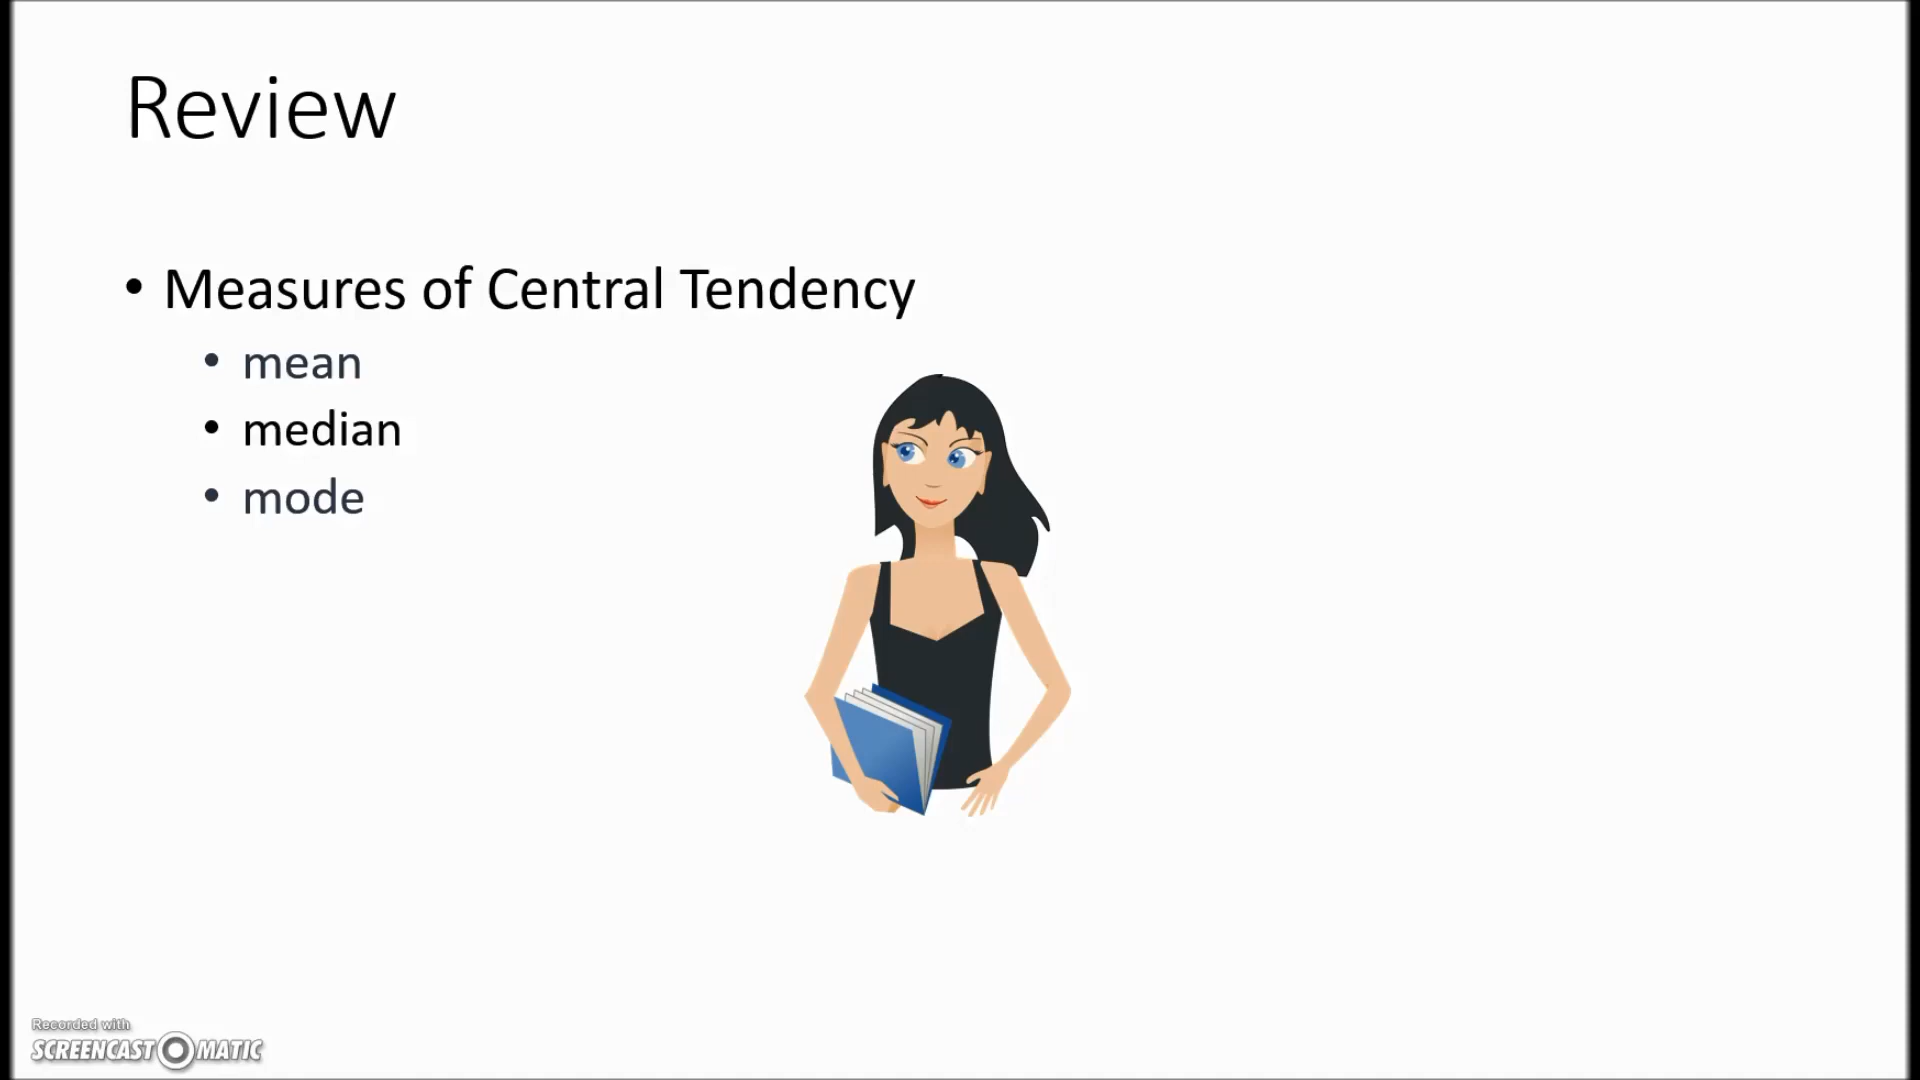 Review
• Measures of Central Tendency
• mean
• median
• mode
Recorded with
SCREENCAST MATIC